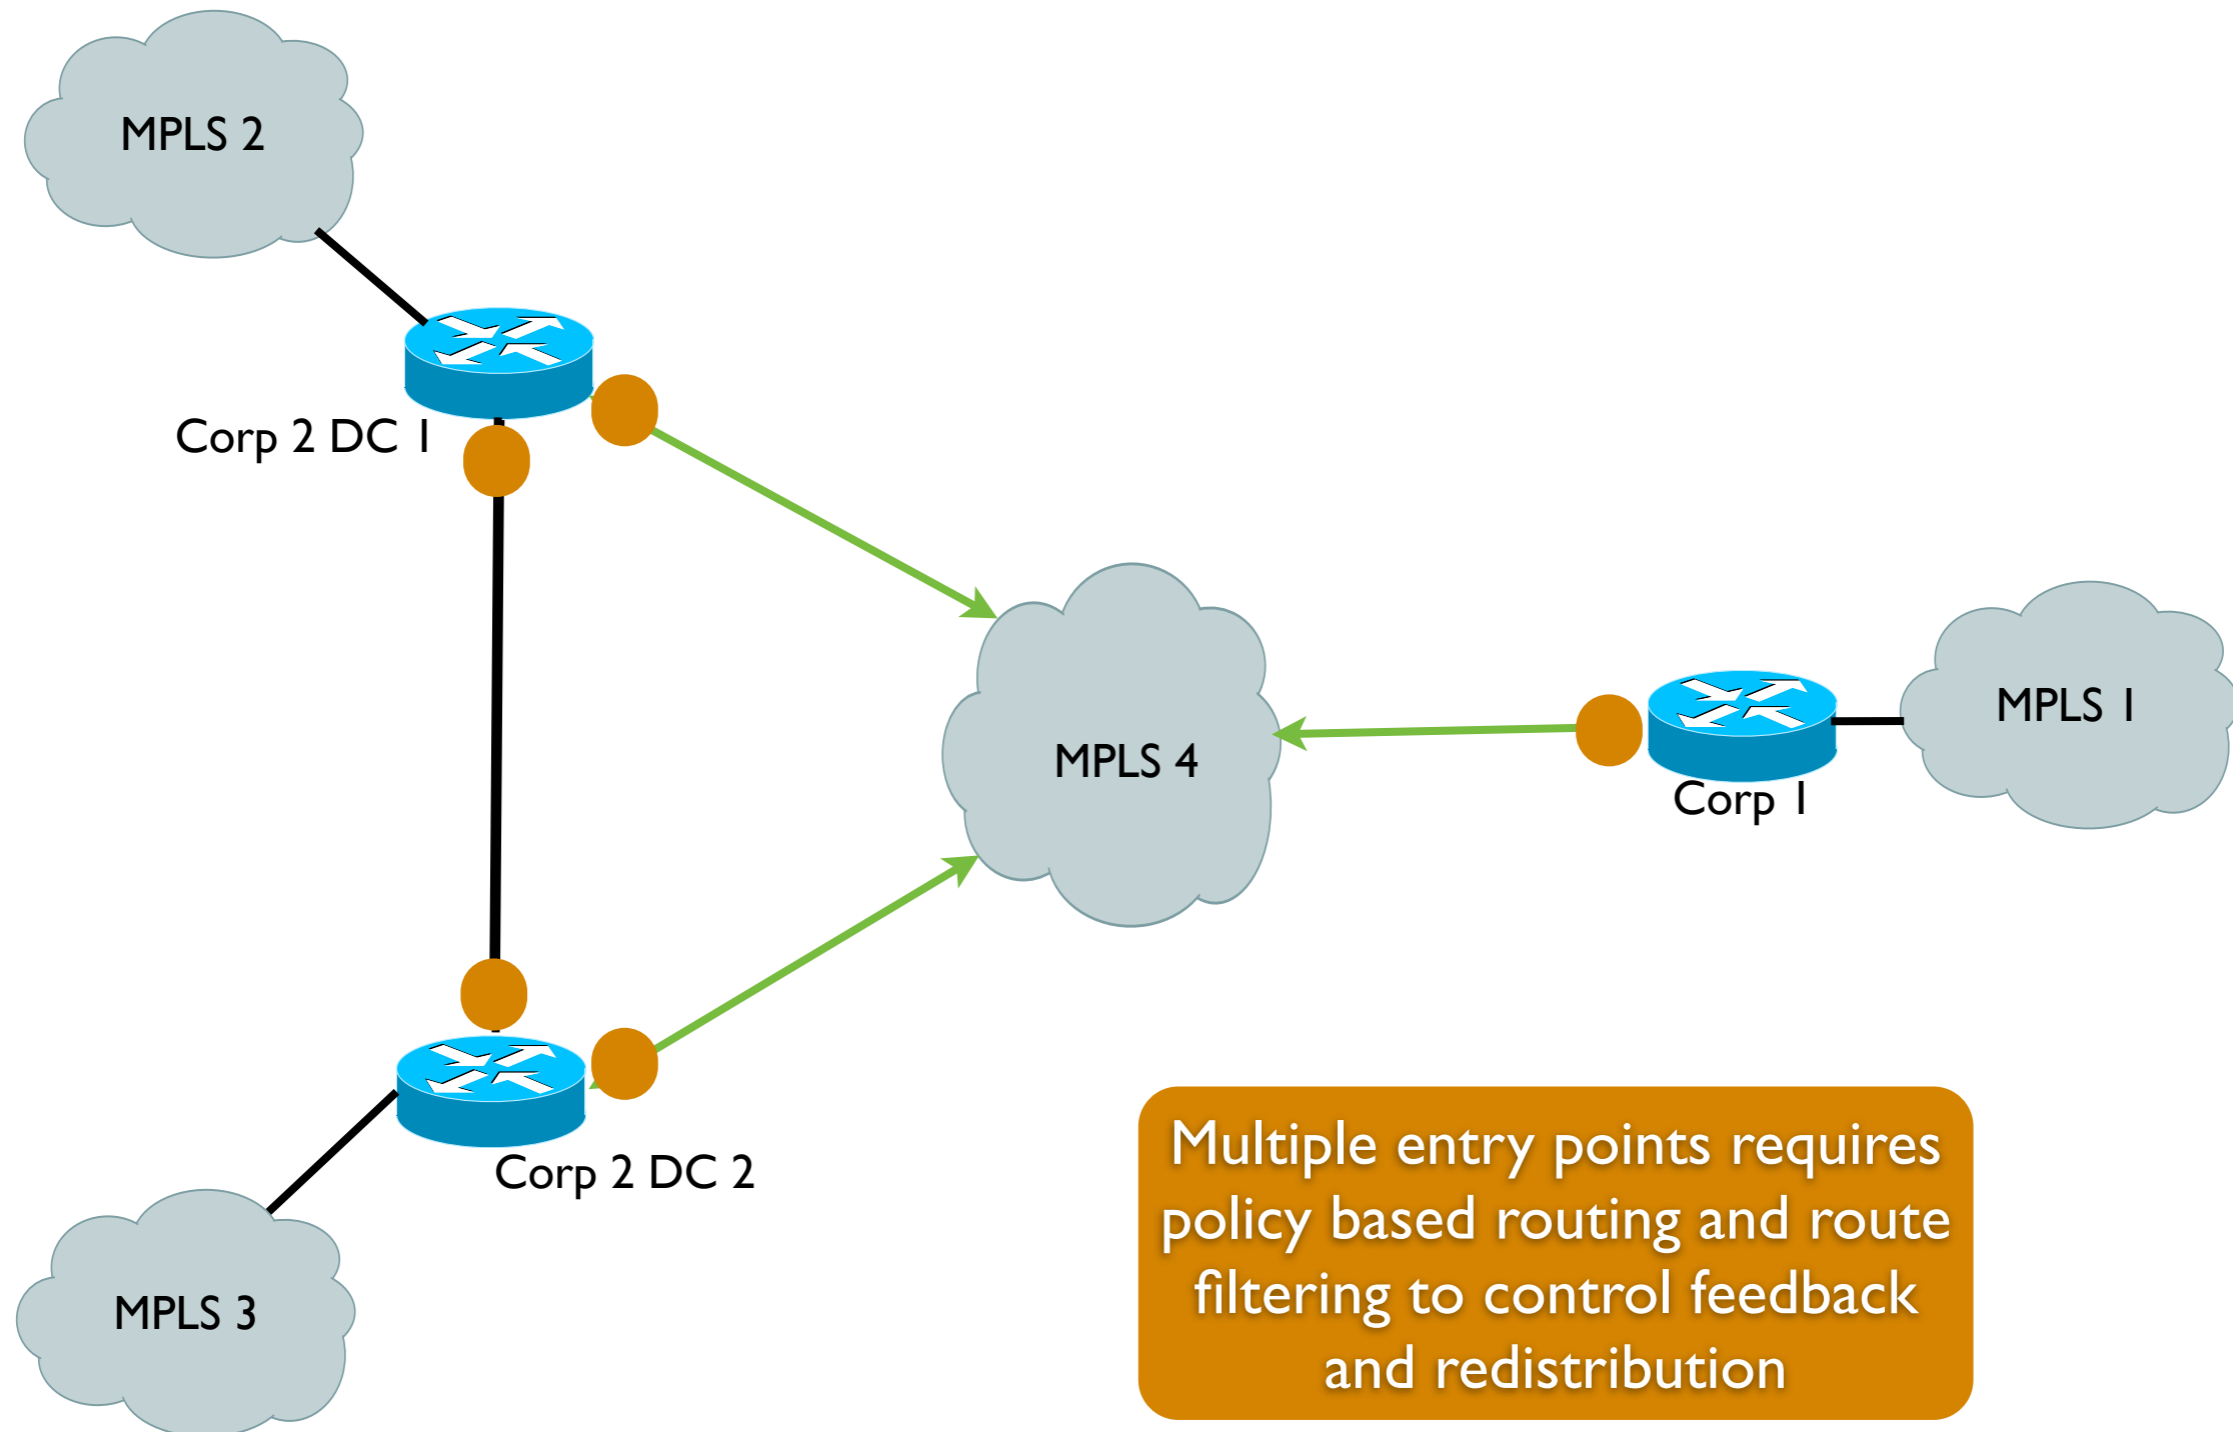 MPLS 2
Corp 2 DC 1
MPLS 4
MPLS 1
Corp 1
Corp 2 DC 2
MPLS 3
Multiple entry points requires
policy based routing and route
filtering to control feedback
and redistribution